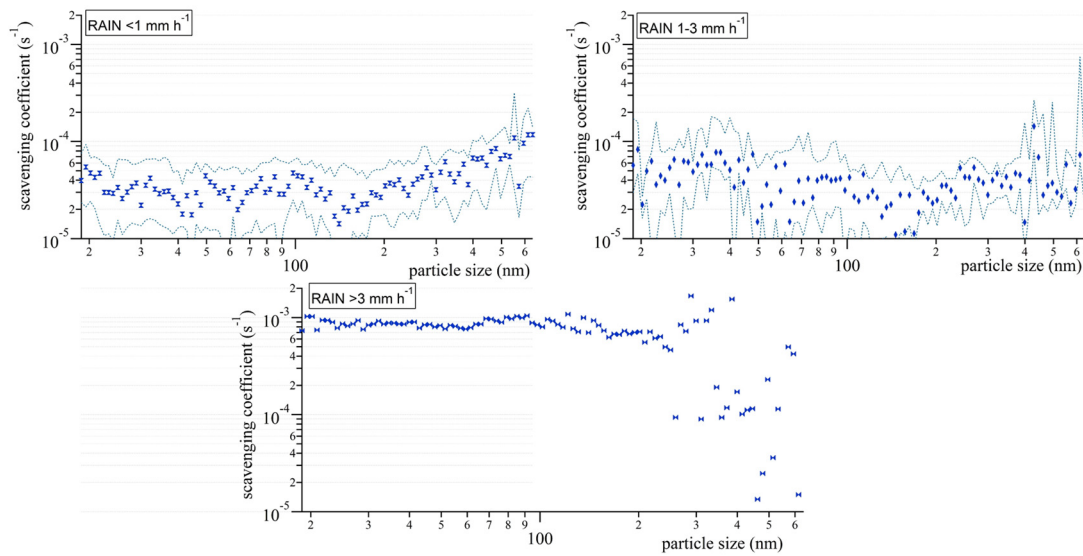 RAIN <1 mm h⁻¹
scavenging coefficient (s⁻¹)
2
10⁻³
6
4
2
10⁻⁴
6
4
2
10⁻⁵
2 3 4 5 6 7 8 9 100 2 3 4 5 6
particle size (nm)
RAIN 1-3 mm h⁻¹
scavenging coefficient (s⁻¹)
2
10⁻³
6
4
2
10⁻⁴
6
4
2
10⁻⁵
2 3 4 5 6 7 8 9 100 2 3 4 5 6
particle size (nm)
RAIN >3 mm h⁻¹
scavenging coefficient (s⁻¹)
2
10⁻³
6
4
2
10⁻⁴
6
4
2
10⁻⁵
2 3 4 5 6 7 8 9 100 2 3 4 5 6
particle size (nm)